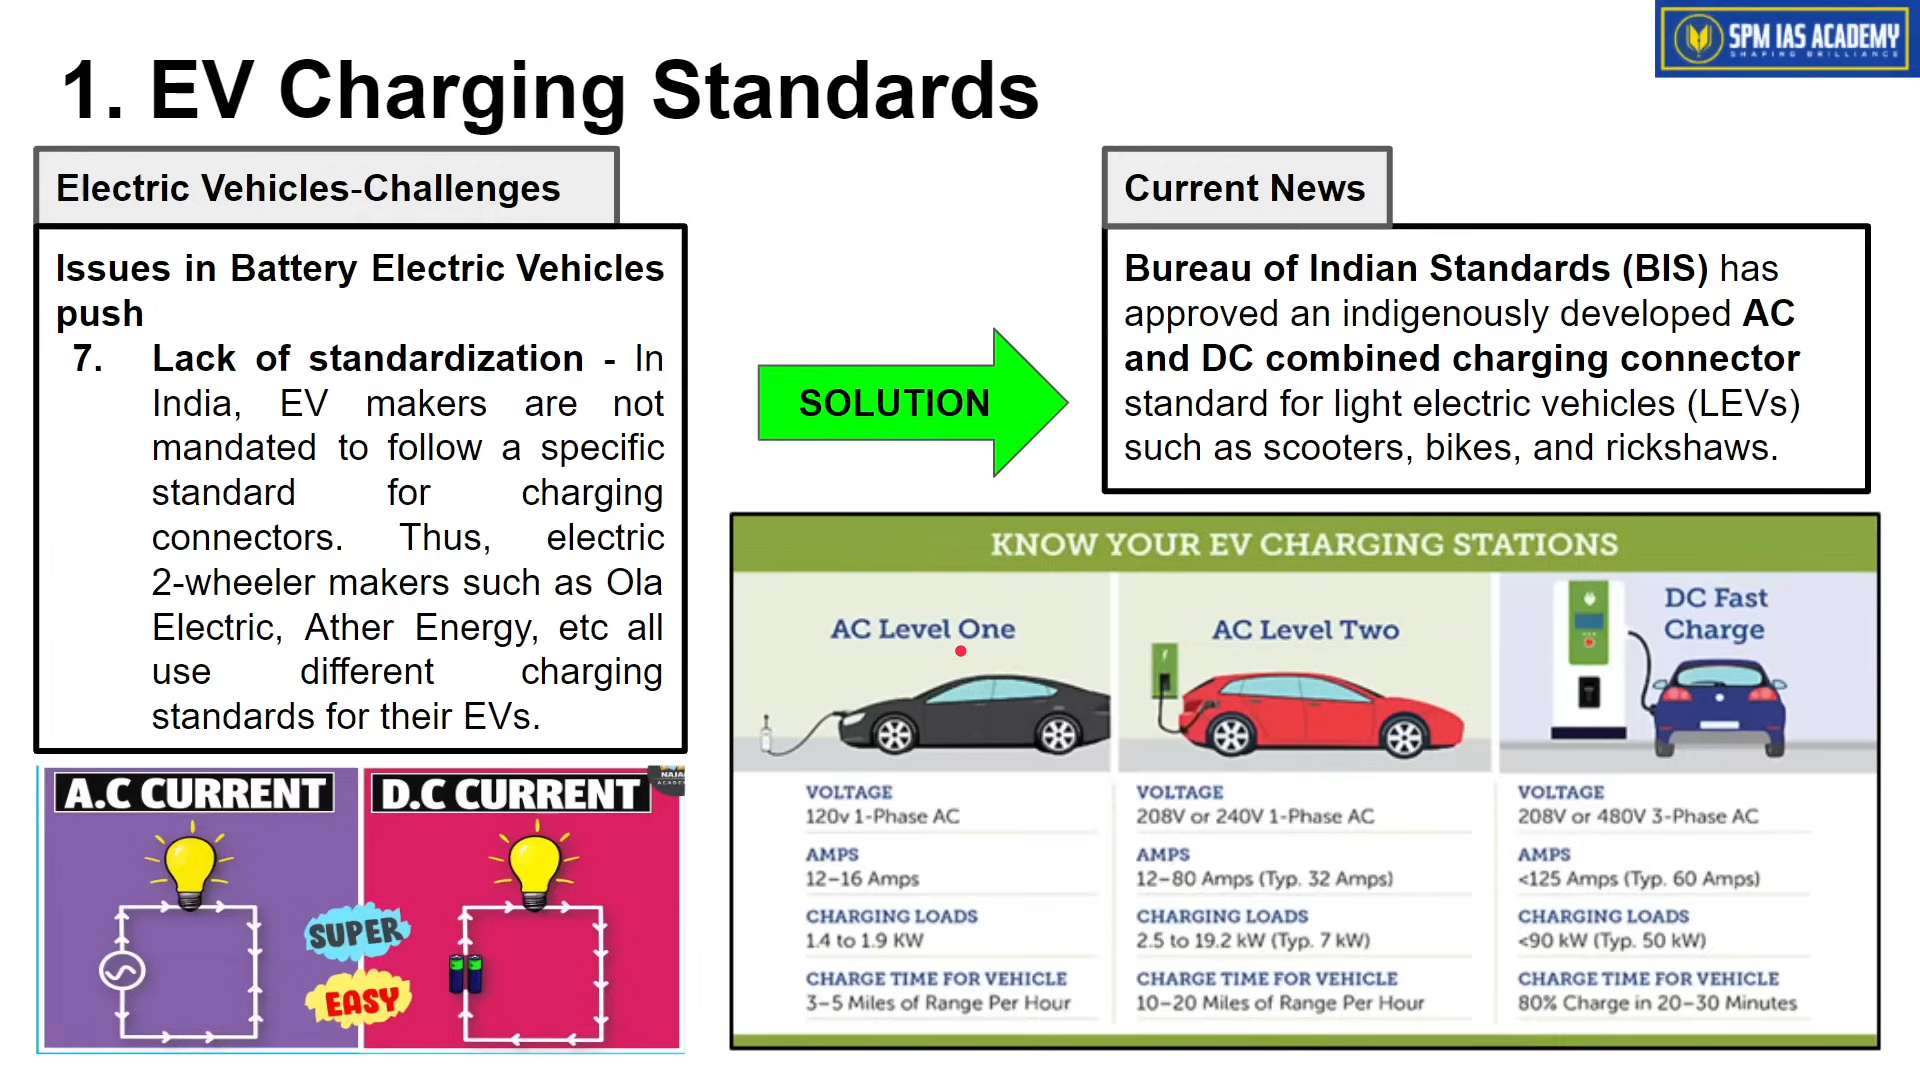 SPM IAS ACADEMY
SHAPING BRILLIANCE
1. EV Charging Standards
Electric Vehicles-Challenges
Issues in Battery Electric Vehicles
push
7. Lack of standardization - In
India, EV makers are not
mandated to follow a specific
standard for charging
connectors. Thus, electric
2-wheeler makers such as Ola
Electric, Ather Energy, etc all
use different charging
standards for their EVs.
SOLUTION
Current News
Bureau of Indian Standards (BIS) has
approved an indigenously developed AC
and DC combined charging connector
standard for light electric vehicles (LEVs)
such as scooters, bikes, and rickshaws.
A.C CURRENT
D.C CURRENT
SUPER
EASY
KNOW YOUR EV CHARGING STATIONS
AC Level One
VOLTAGE
120v 1-Phase AC
AMPS
12–16 Amps
CHARGING LOADS
1.4 to 1.9 KW
CHARGE TIME FOR VEHICLE
3–5 Miles of Range Per Hour
AC Level Two
VOLTAGE
208V or 240V 1-Phase AC
AMPS
12–80 Amps (Typ. 32 Amps)
CHARGING LOADS
2.5 to 19.2 kW (Typ. 7 kW)
CHARGE TIME FOR VEHICLE
10–20 Miles of Range Per Hour
DC Fast
Charge
VOLTAGE
208V or 480V 3-Phase AC
AMPS
<125 Amps (Typ. 60 Amps)
CHARGING LOADS
<90 kW (Typ. 50 kW)
CHARGE TIME FOR VEHICLE
80% Charge in 20–30 Minutes